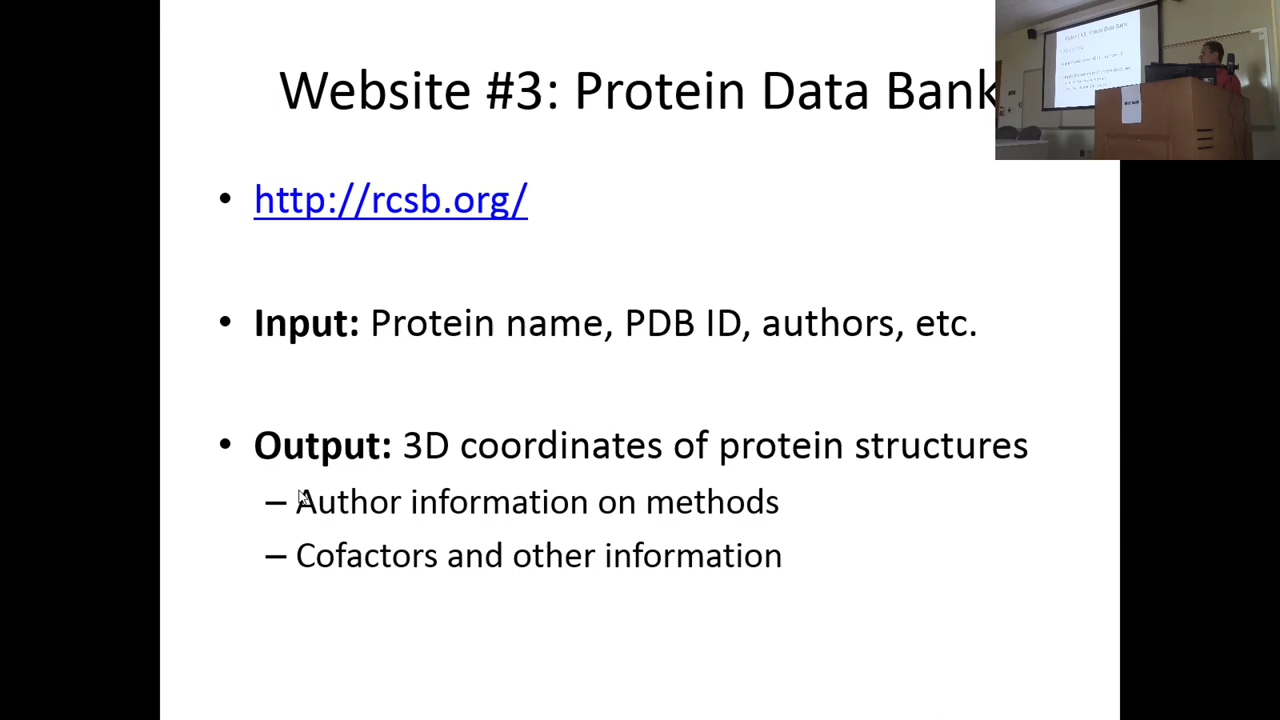 Website #3: Protein Data Bank
• http://rcsb.org/
• Input: Protein name, PDB ID, authors, etc.
• Output: 3D coordinates of protein structures
– Author information on methods
– Cofactors and other information